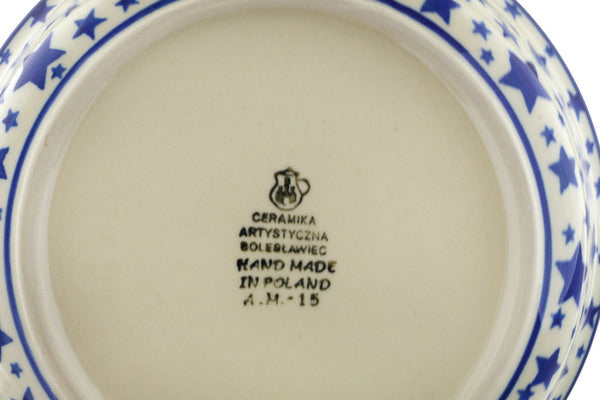 CERAMIKA
ARTYSTYCZNA
BOLESŁAWIEC
HAND MADE
IN POLAND
A.M.-15